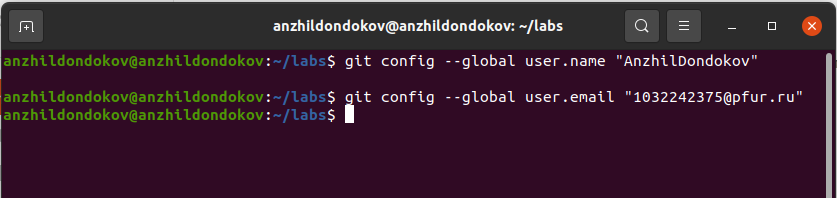 anzhildondokov@anzhildondokov: ~/labs
anzhildondokov@anzhildondokov:~/labs$ git config --global user.name "AnzhilDondokov"
anzhildondokov@anzhildondokov:~/labs$ git config --global user.email "1032242375@pfur.ru"
anzhildondokov@anzhildondokov:~/labs$